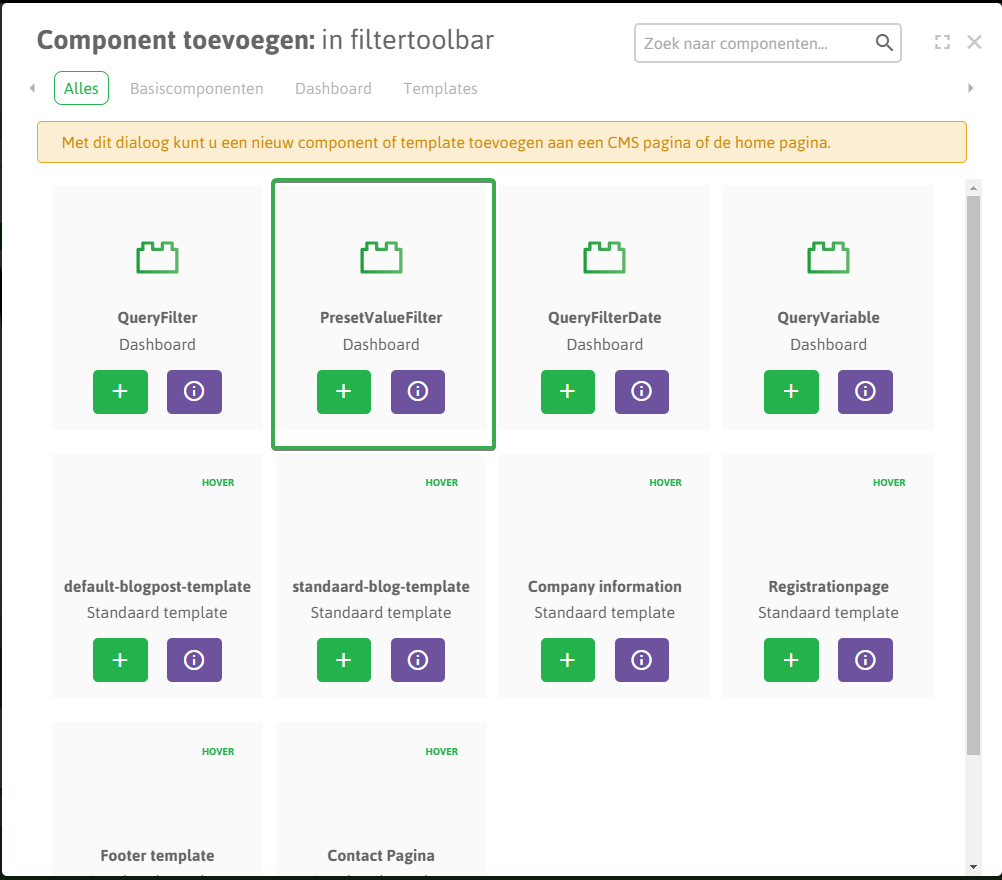 Component toevoegen: in filtertoolbar
Zoek naar componenten...
Alles Basiscomponenten Dashboard Templates
Met dit dialoog kunt u een nieuw component of template toevoegen aan een CMS pagina of de home pagina.
QueryFilter PresetValueFilter QueryFilterDate QueryVariable
Dashboard Dashboard Dashboard Dashboard
HOVER HOVER HOVER HOVER
default-blogpost-template standaard-blog-template Company information Registrationpage
Standaard template Standaard template Standaard template Standaard template
HOVER HOVER
Footer template Contact Pagina